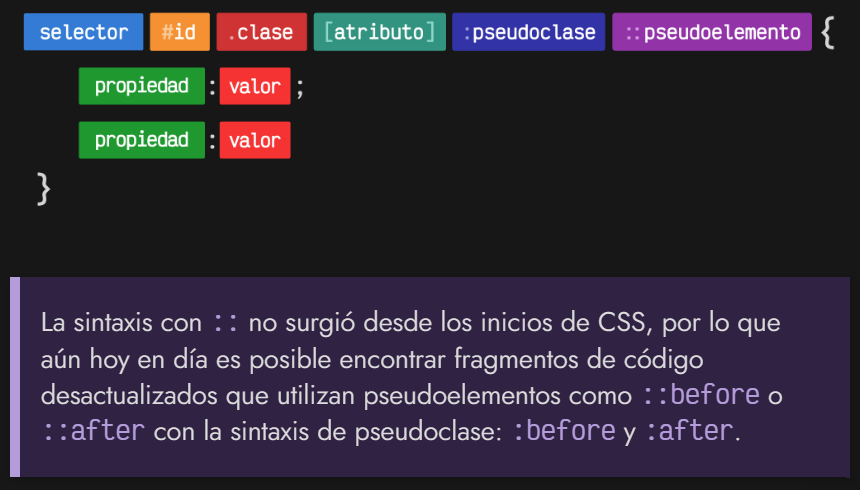 selector #id .clase [atributo] :pseudoclase ::pseudoelemento {
propiedad : valor ;
propiedad : valor
}
La sintaxis con :: no surgió desde los inicios de CSS, por lo que
aún hoy en día es posible encontrar fragmentos de código
desactualizados que utilizan pseudoelementos como ::before o
::after con la sintaxis de pseudoclase: :before y :after.